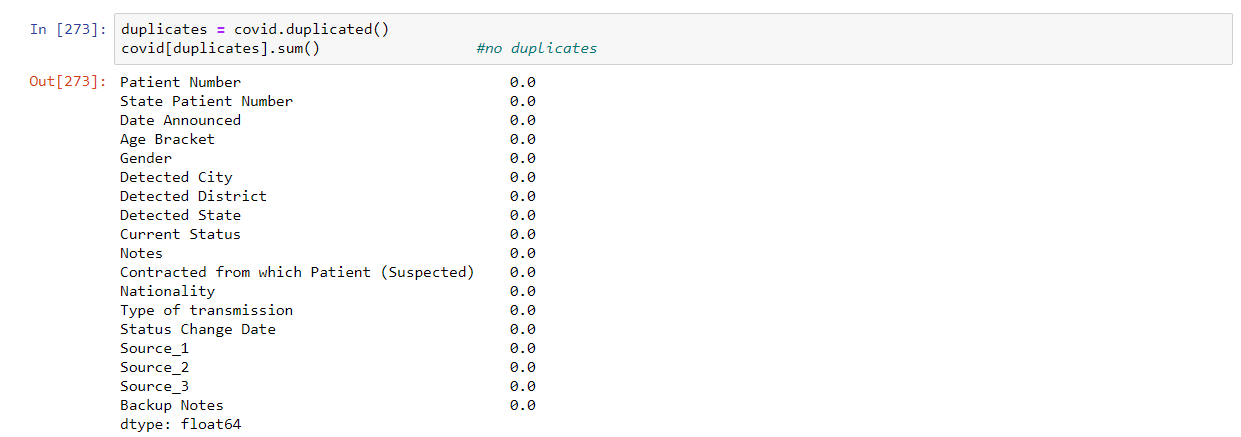 In [273]: duplicates = covid.duplicated()
covid[duplicates].sum() #no duplicates
Out[273]: Patient Number 0.0
State Patient Number 0.0
Date Announced 0.0
Age Bracket 0.0
Gender 0.0
Detected City 0.0
Detected District 0.0
Detected State 0.0
Current Status 0.0
Notes 0.0
Contracted from which Patient (Suspected) 0.0
Nationality 0.0
Type of transmission 0.0
Status Change Date 0.0
Source_1 0.0
Source_2 0.0
Source_3 0.0
Backup Notes 0.0
dtype: float64